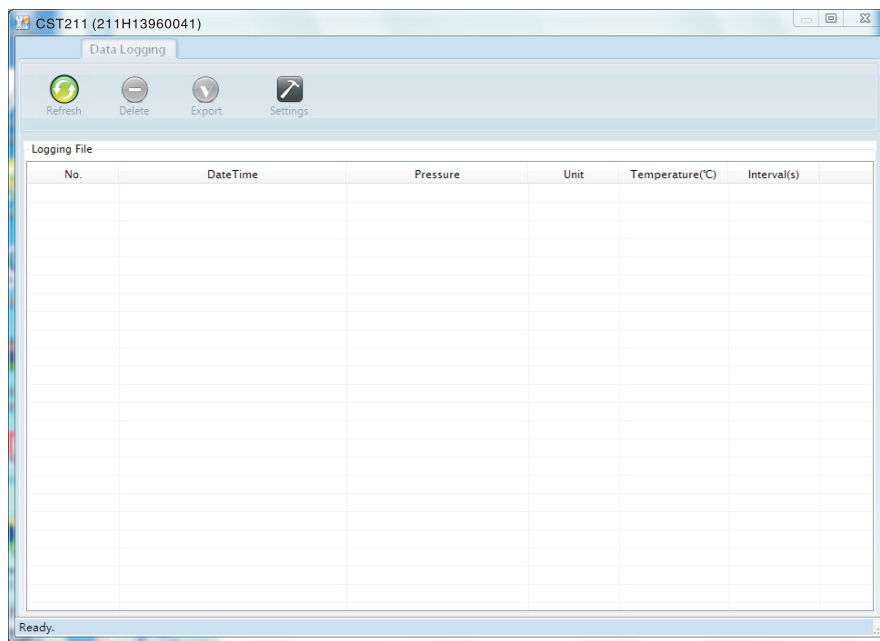 CST211 (211H13960041)
Data Logging
Refresh Delete Export Settings
Logging File
No. DateTime Pressure Unit Temperature(℃) Interval(s)
Ready.